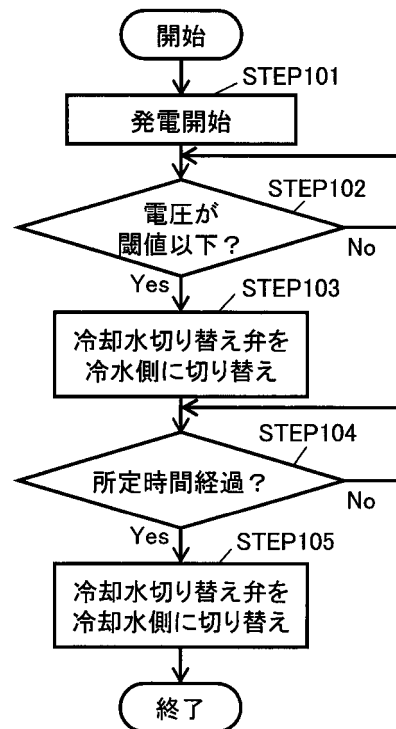 開始
STEP101
発電開始
STEP102
電圧が
閾値以下？
No
Yes
STEP103
冷却水切り替え弁を
冷水側に切り替え
STEP104
所定時間経過？
No
Yes
STEP105
冷却水切り替え弁を
冷却水側に切り替え
終了